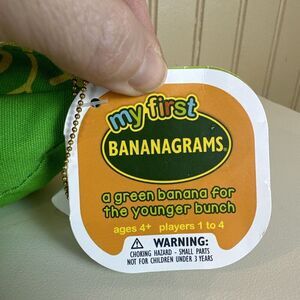 my first
BANANAGRAMS
a green banana for
the younger bunch
ages 4+ players 1 to 4
⚠ WARNING:
CHOKING HAZARD - SMALL PARTS
NOT FOR CHILDREN UNDER 3 YEARS